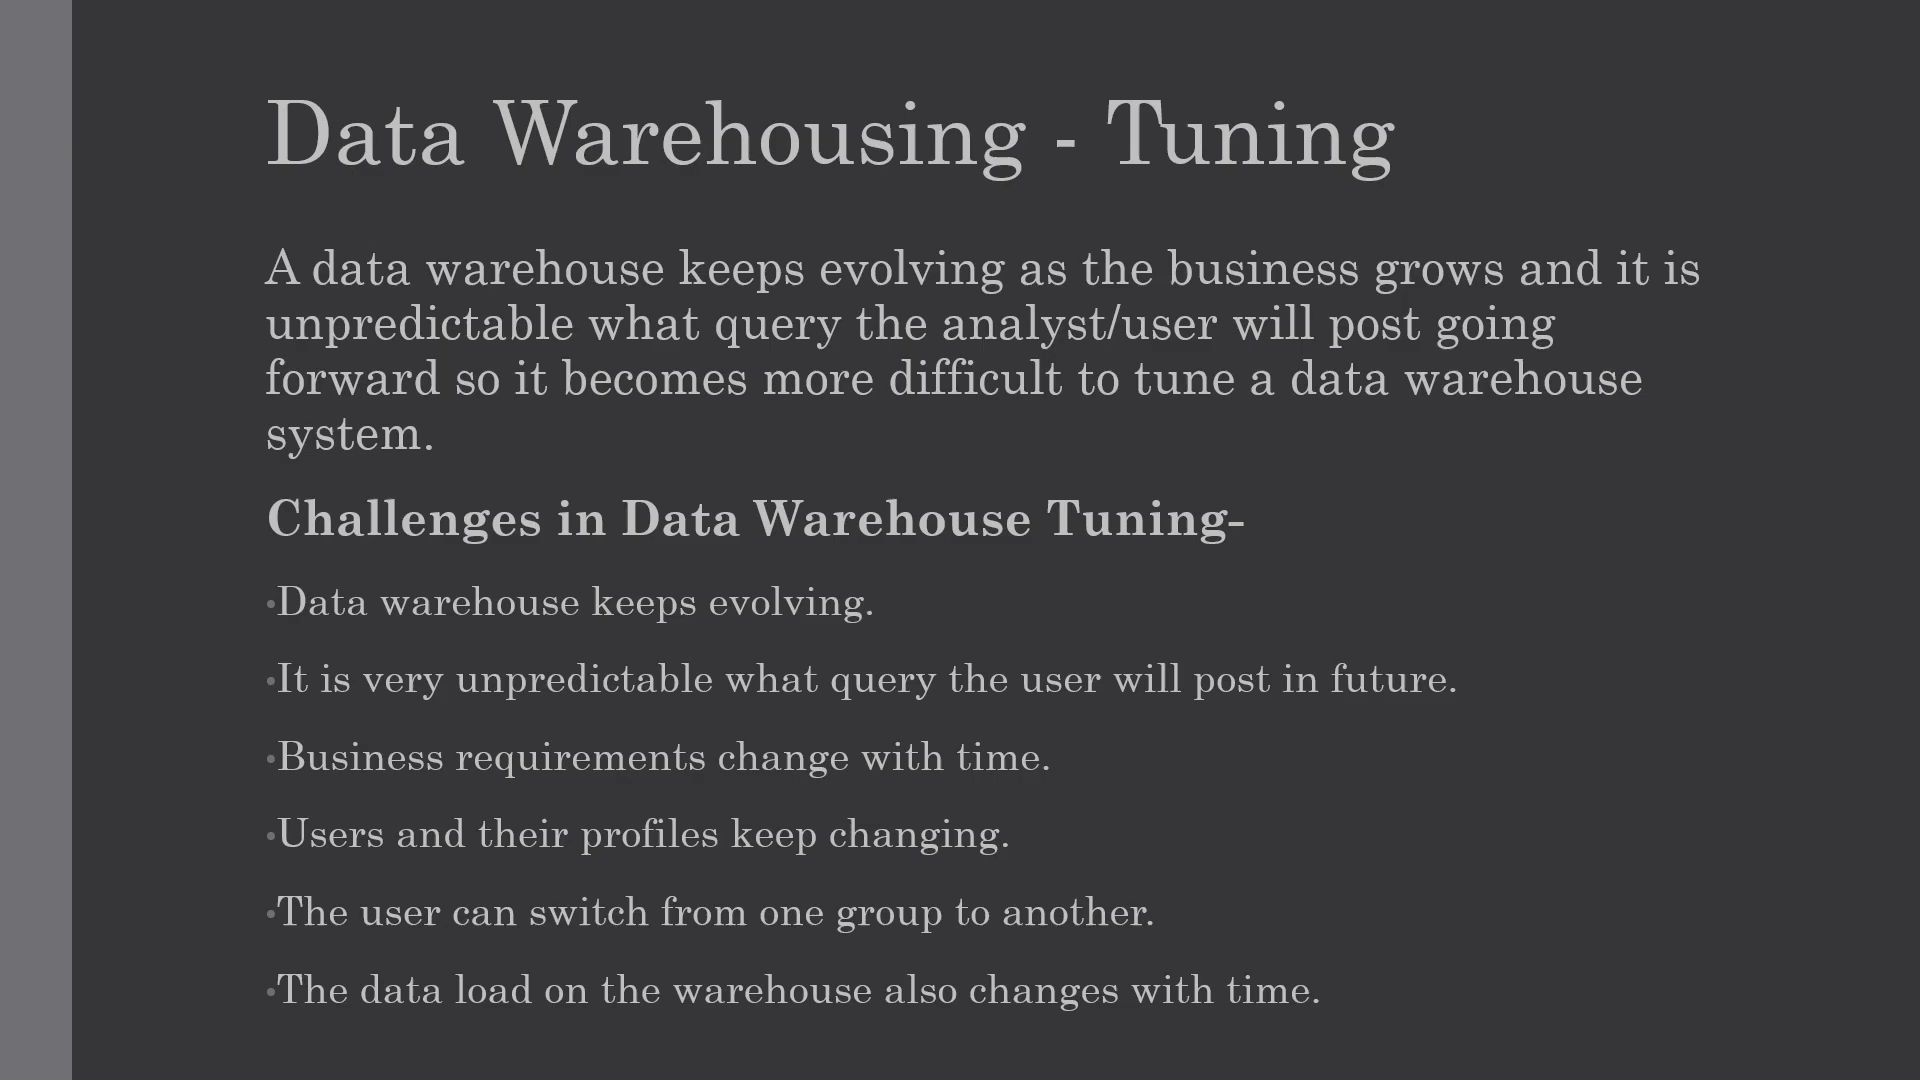 Data Warehousing - Tuning
A data warehouse keeps evolving as the business grows and it is
unpredictable what query the analyst/user will post going
forward so it becomes more difficult to tune a data warehouse
system.
Challenges in Data Warehouse Tuning-
•Data warehouse keeps evolving.
•It is very unpredictable what query the user will post in future.
•Business requirements change with time.
•Users and their profiles keep changing.
•The user can switch from one group to another.
•The data load on the warehouse also changes with time.